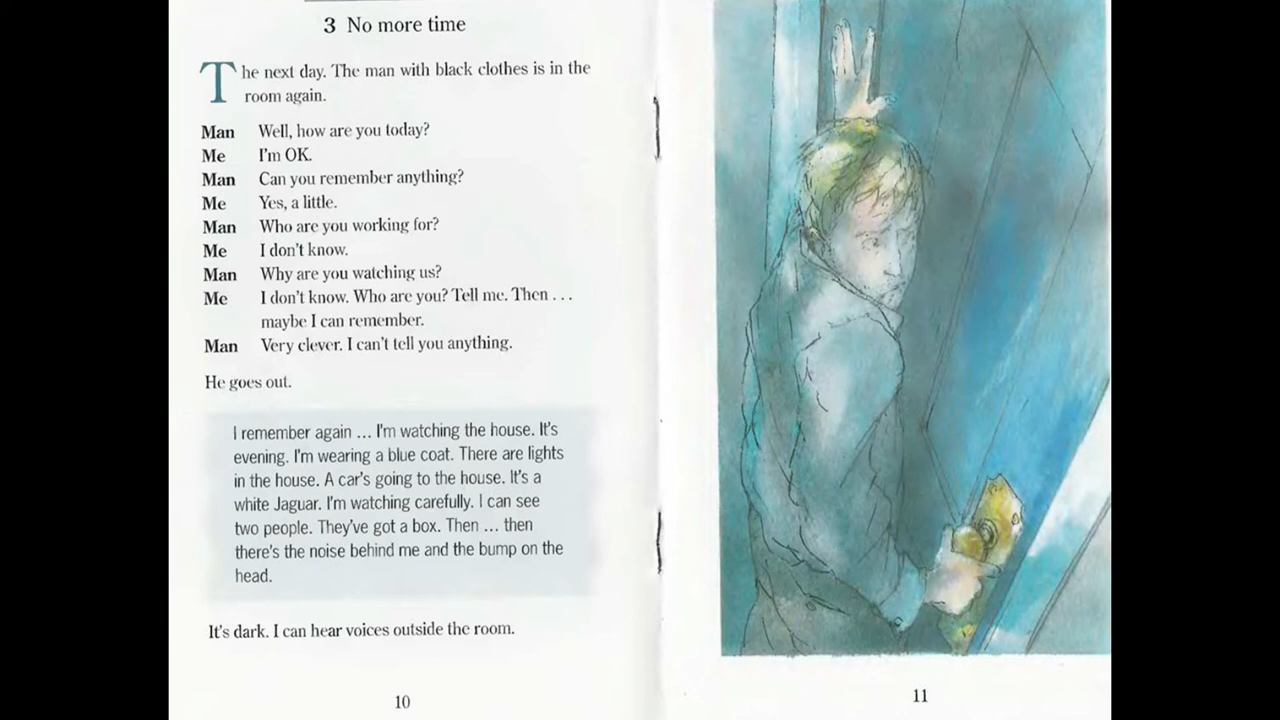 3 No more time
The next day. The man with black clothes is in the
room again.
Man Well, how are you today?
Me I'm OK.
Man Can you remember anything?
Me Yes, a little.
Man Who are you working for?
Me I don't know.
Man Why are you watching us?
Me I don't know. Who are you? Tell me. Then . . .
maybe I can remember.
Man Very clever. I can't tell you anything.
He goes out.
I remember again ... I'm watching the house. It's
evening. I'm wearing a blue coat. There are lights
in the house. A car's going to the house. It's a
white Jaguar. I'm watching carefully. I can see
two people. They've got a box. Then ... then
there's the noise behind me and the bump on the
head.
It's dark. I can hear voices outside the room.
10
11